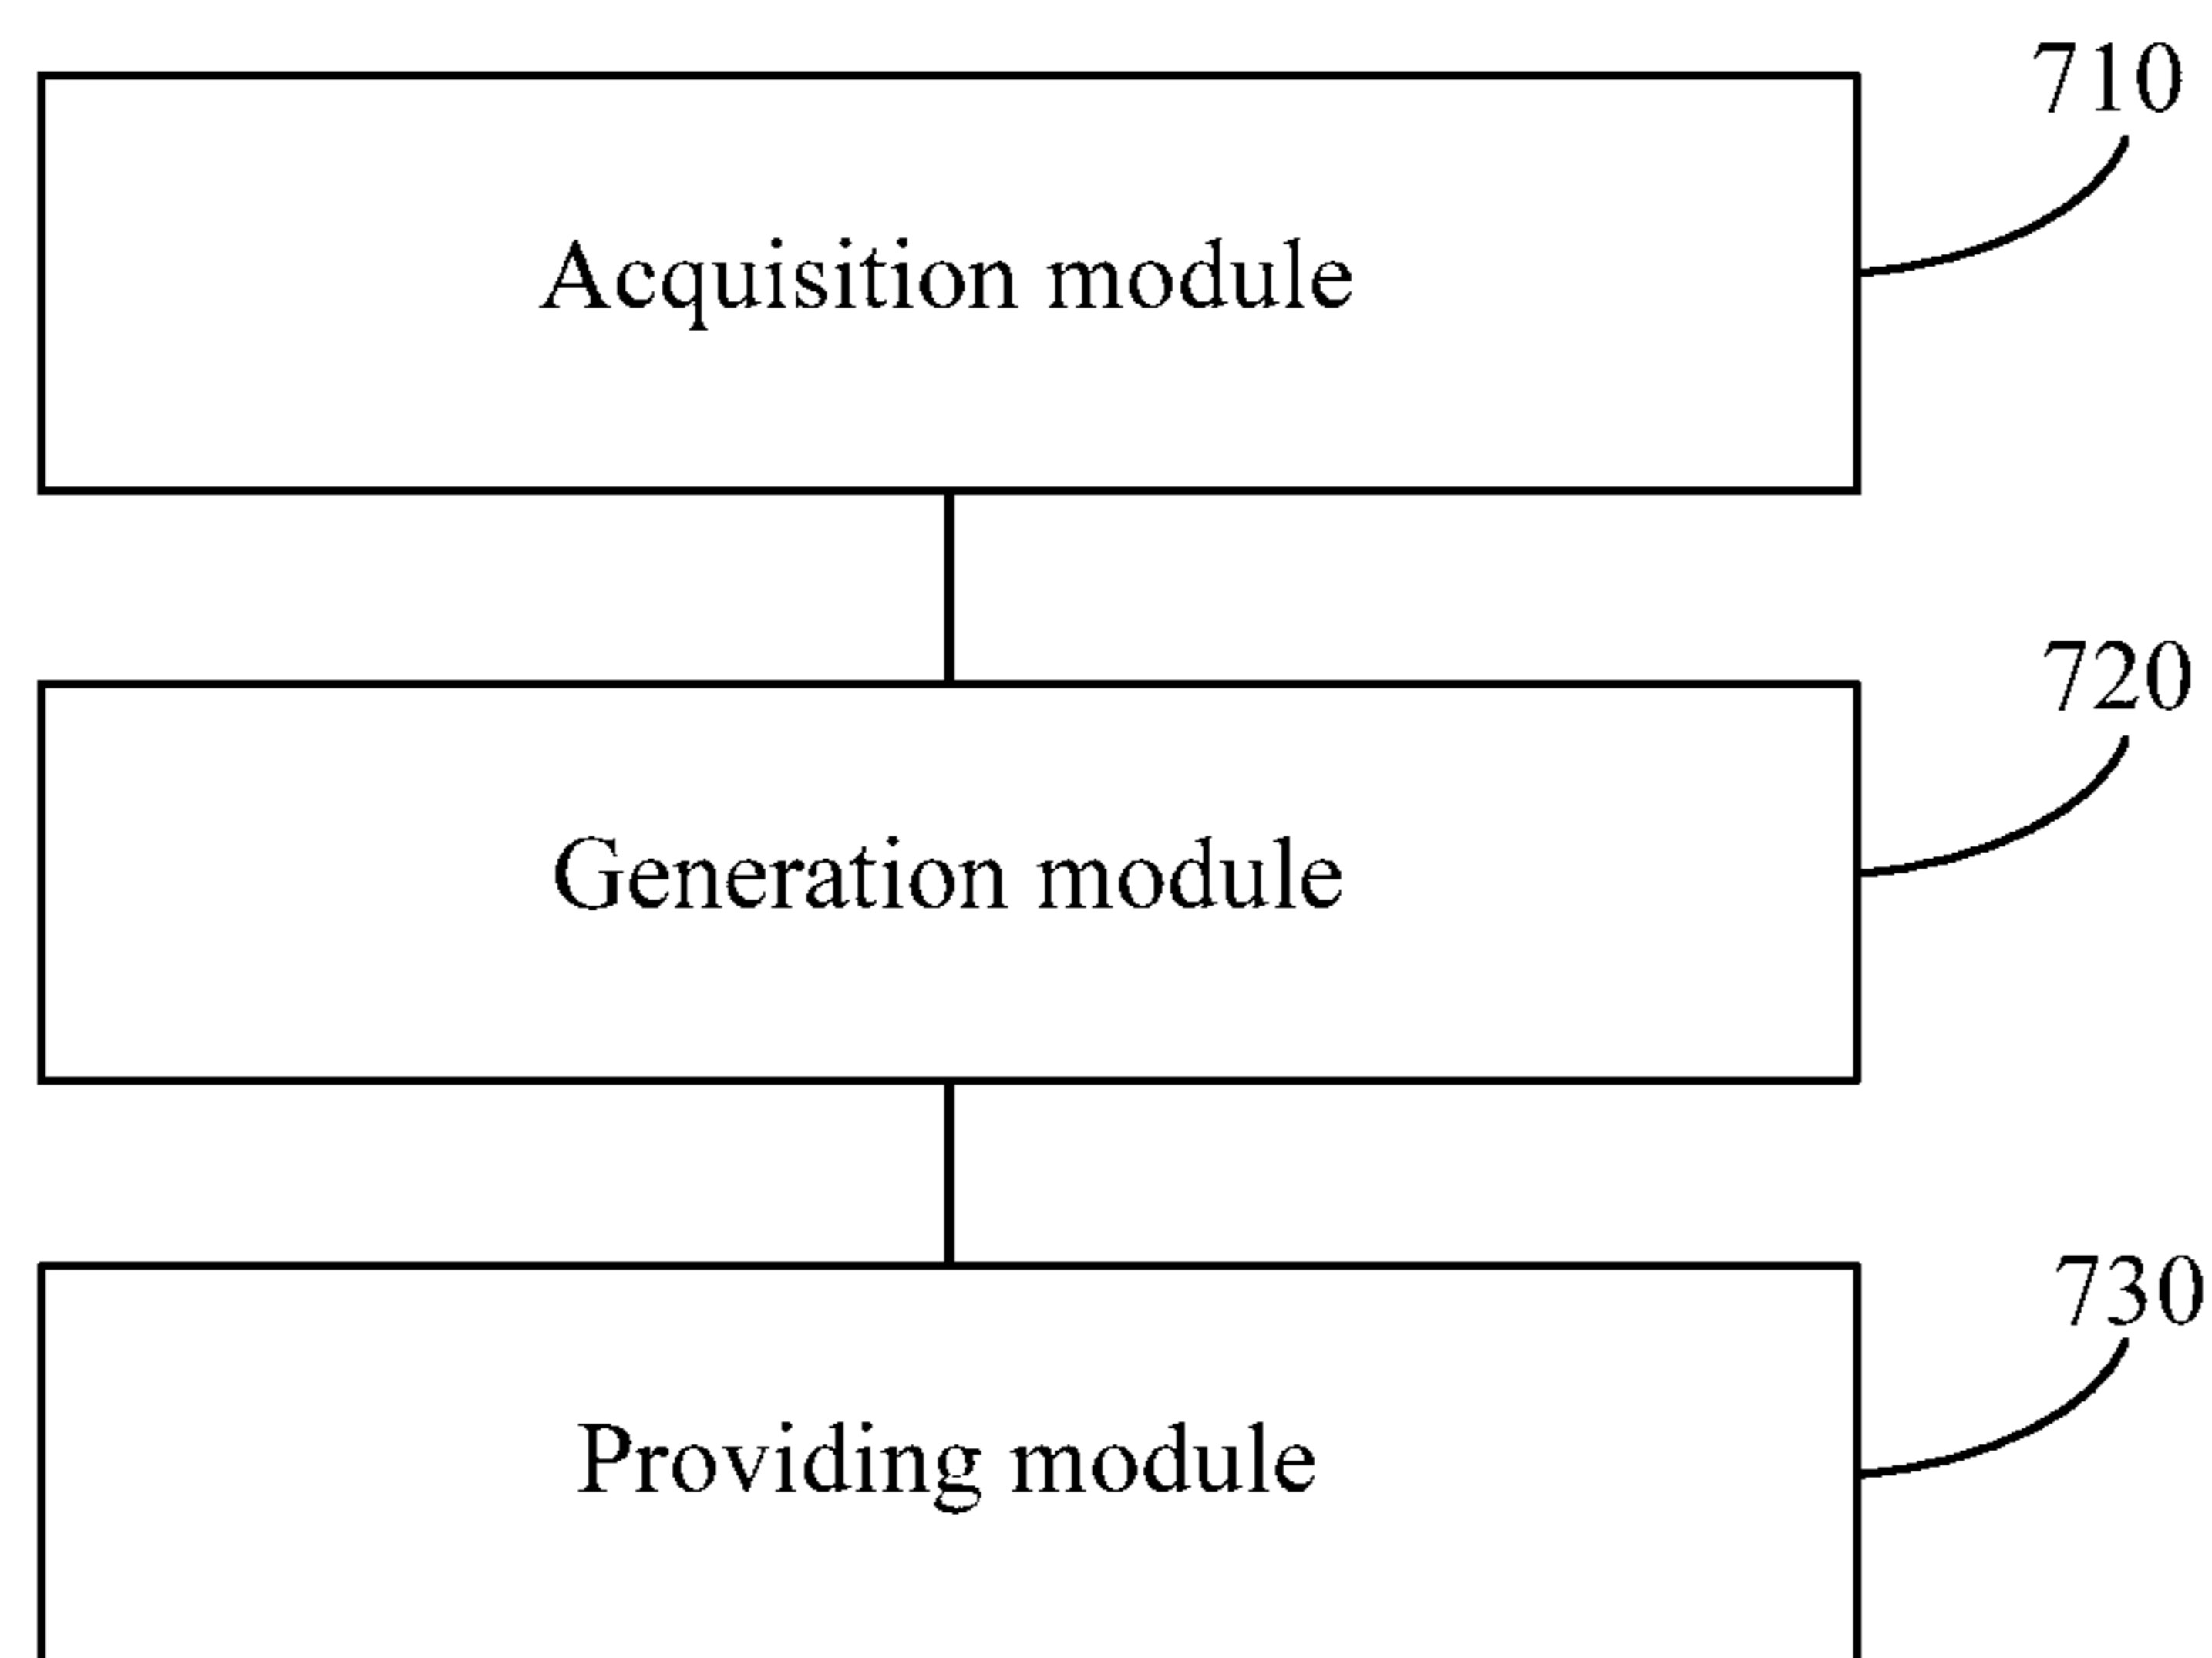 710
Acquisition module
720
Generation module
730
Providing module